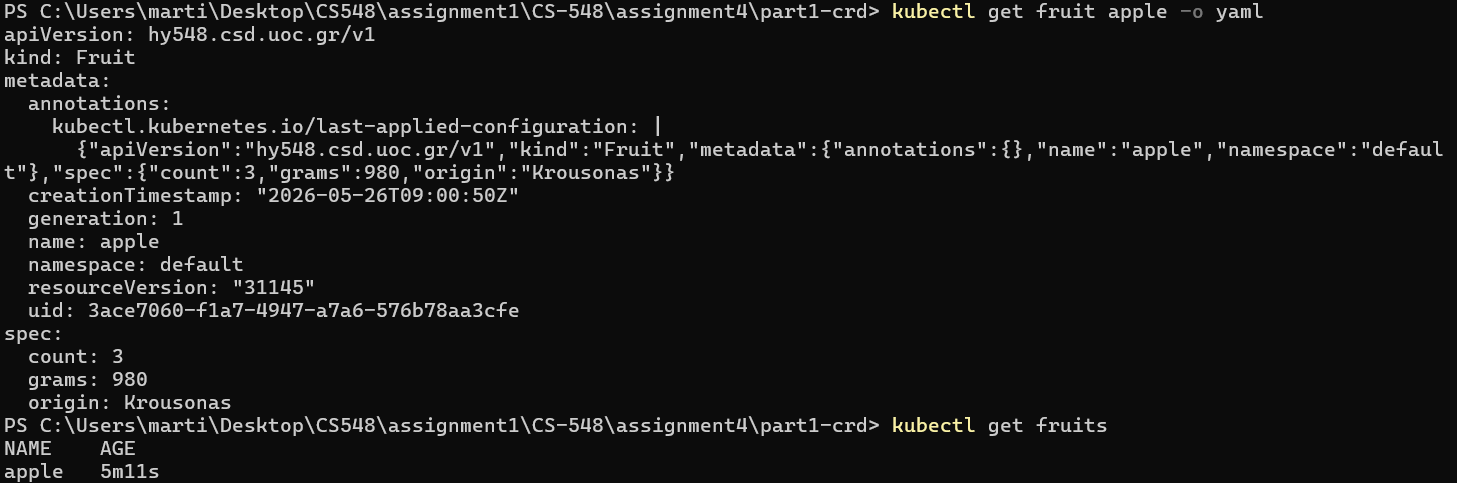 PS C:\Users\marti\Desktop\CS548\assignment1\CS-548\assignment4\part1-crd> kubectl get fruit apple -o yaml
apiVersion: hy548.csd.uoc.gr/v1
kind: Fruit
metadata:
  annotations:
    kubectl.kubernetes.io/last-applied-configuration: |
      {"apiVersion":"hy548.csd.uoc.gr/v1","kind":"Fruit","metadata":{"annotations":{},"name":"apple","namespace":"defaul
t"},"spec":{"count":3,"grams":980,"origin":"Krousonas"}}
  creationTimestamp: "2026-05-26T09:00:50Z"
  generation: 1
  name: apple
  namespace: default
  resourceVersion: "31145"
  uid: 3ace7060-f1a7-4947-a7a6-576b78aa3cfe
spec:
  count: 3
  grams: 980
  origin: Krousonas
PS C:\Users\marti\Desktop\CS548\assignment1\CS-548\assignment4\part1-crd> kubectl get fruits
NAME    AGE
apple   5m11s